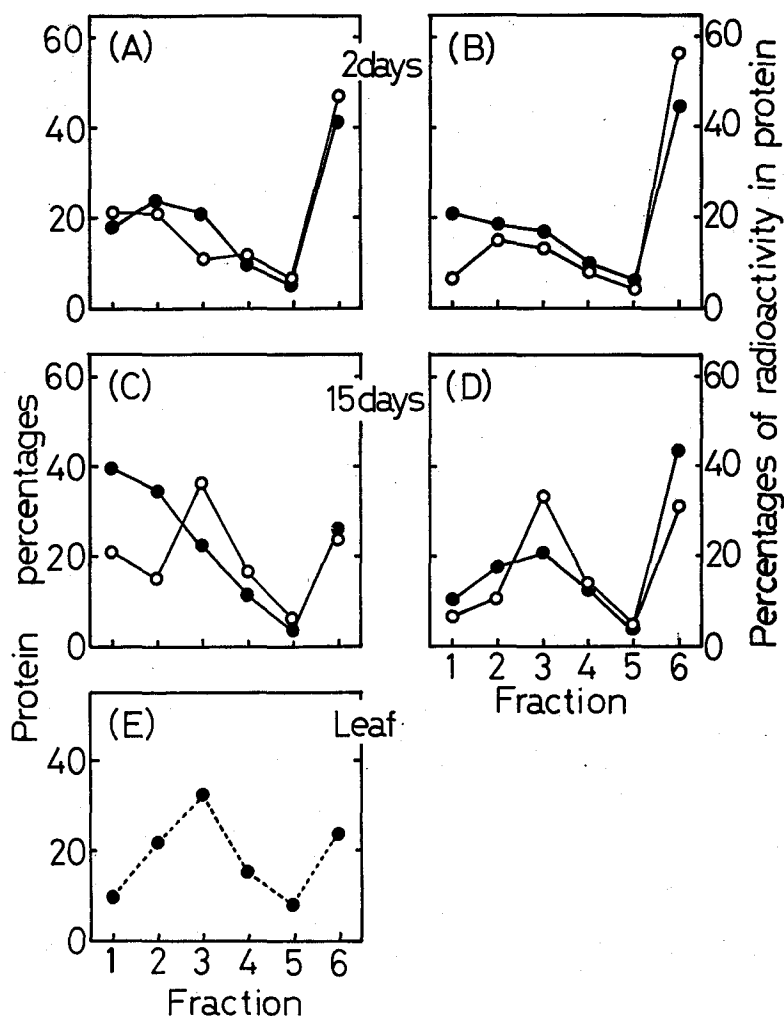 (A)
2days
(B)
60
40
20
0
60
40
20
0
(C)
15days
(D)
60
40
20
0
60
40
20
0
1 2 3 4 5 6
Fraction
(E)
Leaf
40
20
0
1 2 3 4 5 6
Fraction
Protein percentages
Percentages of radioactivity in protein